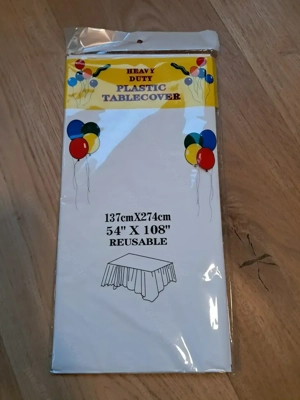 HEAVY
DUTY
PLASTIC
TABLECOVER
137cmX274cm
54" X 108"
REUSABLE